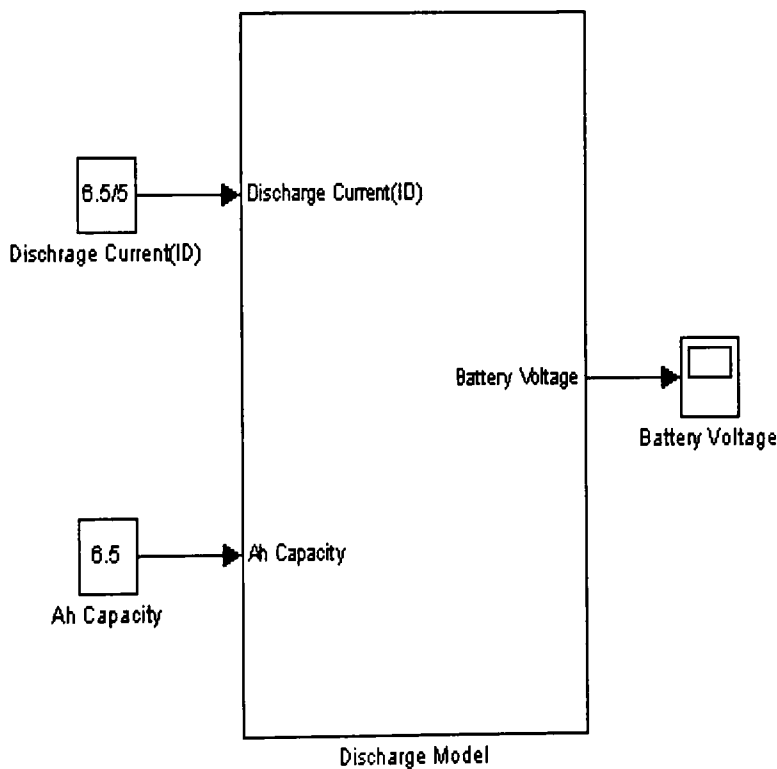 6.5/5
Dischrage Current(ID)
Discharge Current(ID)
Battery Voltage
Battery Voltage
6.5
Ah Capacity
Ah Capacity
Discharge Model